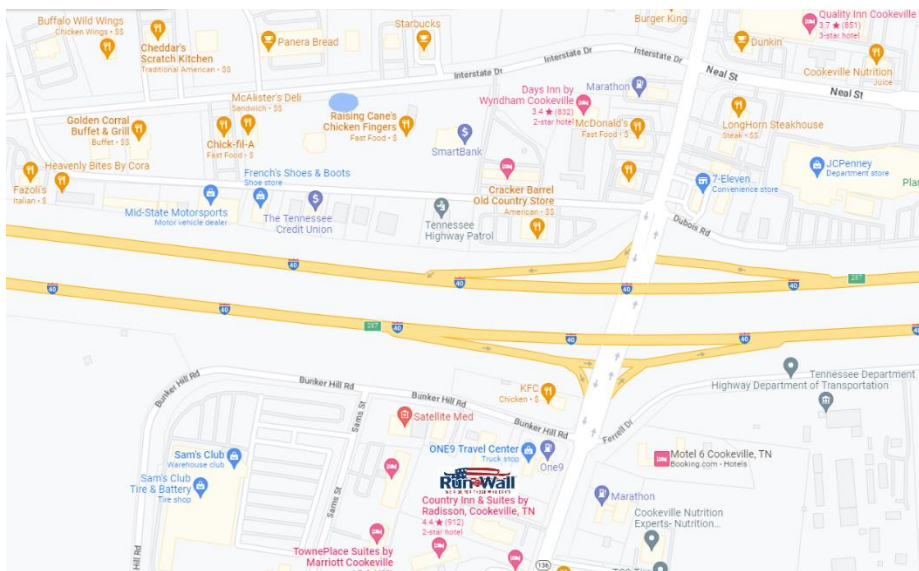 Buffalo Wild Wings
Chicken Wings • $$
Cheddar's
Scratch Kitchen
Traditional American • $$
Panera Bread
Starbucks
Burger King
Quality Inn Cookeville
3.7 ★ (851)
3-star hotel
Dunkin'
Cookeville Nutrition
Juice
Interstate Dr
Interstate Dr
Neal St
Neal St
Days Inn by
Wyndham Cookeville
3.4 ★ (832)
2-star hotel
Marathon
McAlister's Deli
Sandwich • $$
Golden Corral
Buffet & Grill
Buffet • $$
Chick-fil-A
Fast Food • $
Raising Cane's
Chicken Fingers
Fast Food • $
SmartBank
McDonald's
Fast Food • $
LongHorn Steakhouse
Steak • $$
JCPenney
Department store
Heavenly Bites By Cora
Fazoli's
Italian • $
French's Shoes & Boots
Shoe store
Mid-State Motorsports
Motor vehicle dealer
The Tennessee
Credit Union
Tennessee
Highway Patrol
Cracker Barrel
Old Country Store
American • $$
7-Eleven
Convenience store
Dubois Rd
40
40
40
287
40
40
287
40
40
40
40
Bunker Hill Rd
Bunker Hill Rd
Bunker Hill Rd
Sams St
KFC
Chicken • $
Ferrell Dr
Tennessee Department
Highway Department of Transportation
Satellite Med
Sam's Club
Warehouse club
Sam's Club
Tire & Battery
Tire shop
Sams St
ONE9 Travel Center
Truck stop
One9
Motel 6 Cookeville, TN
Booking.com - Hotels
Run Wall
Country Inn & Suites by
Radisson, Cookeville, TN
4.4 ★ (912)
2-star hotel
Marathon
Cookeville Nutrition
Experts- Nutrition...
TownePlace Suites by
Marriott Cookeville
Hill Rd
136